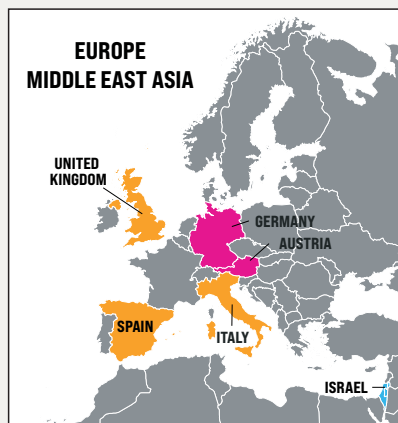 EUROPE
MIDDLE EAST ASIA
UNITED
KINGDOM
GERMANY
AUSTRIA
SPAIN
ITALY
ISRAEL